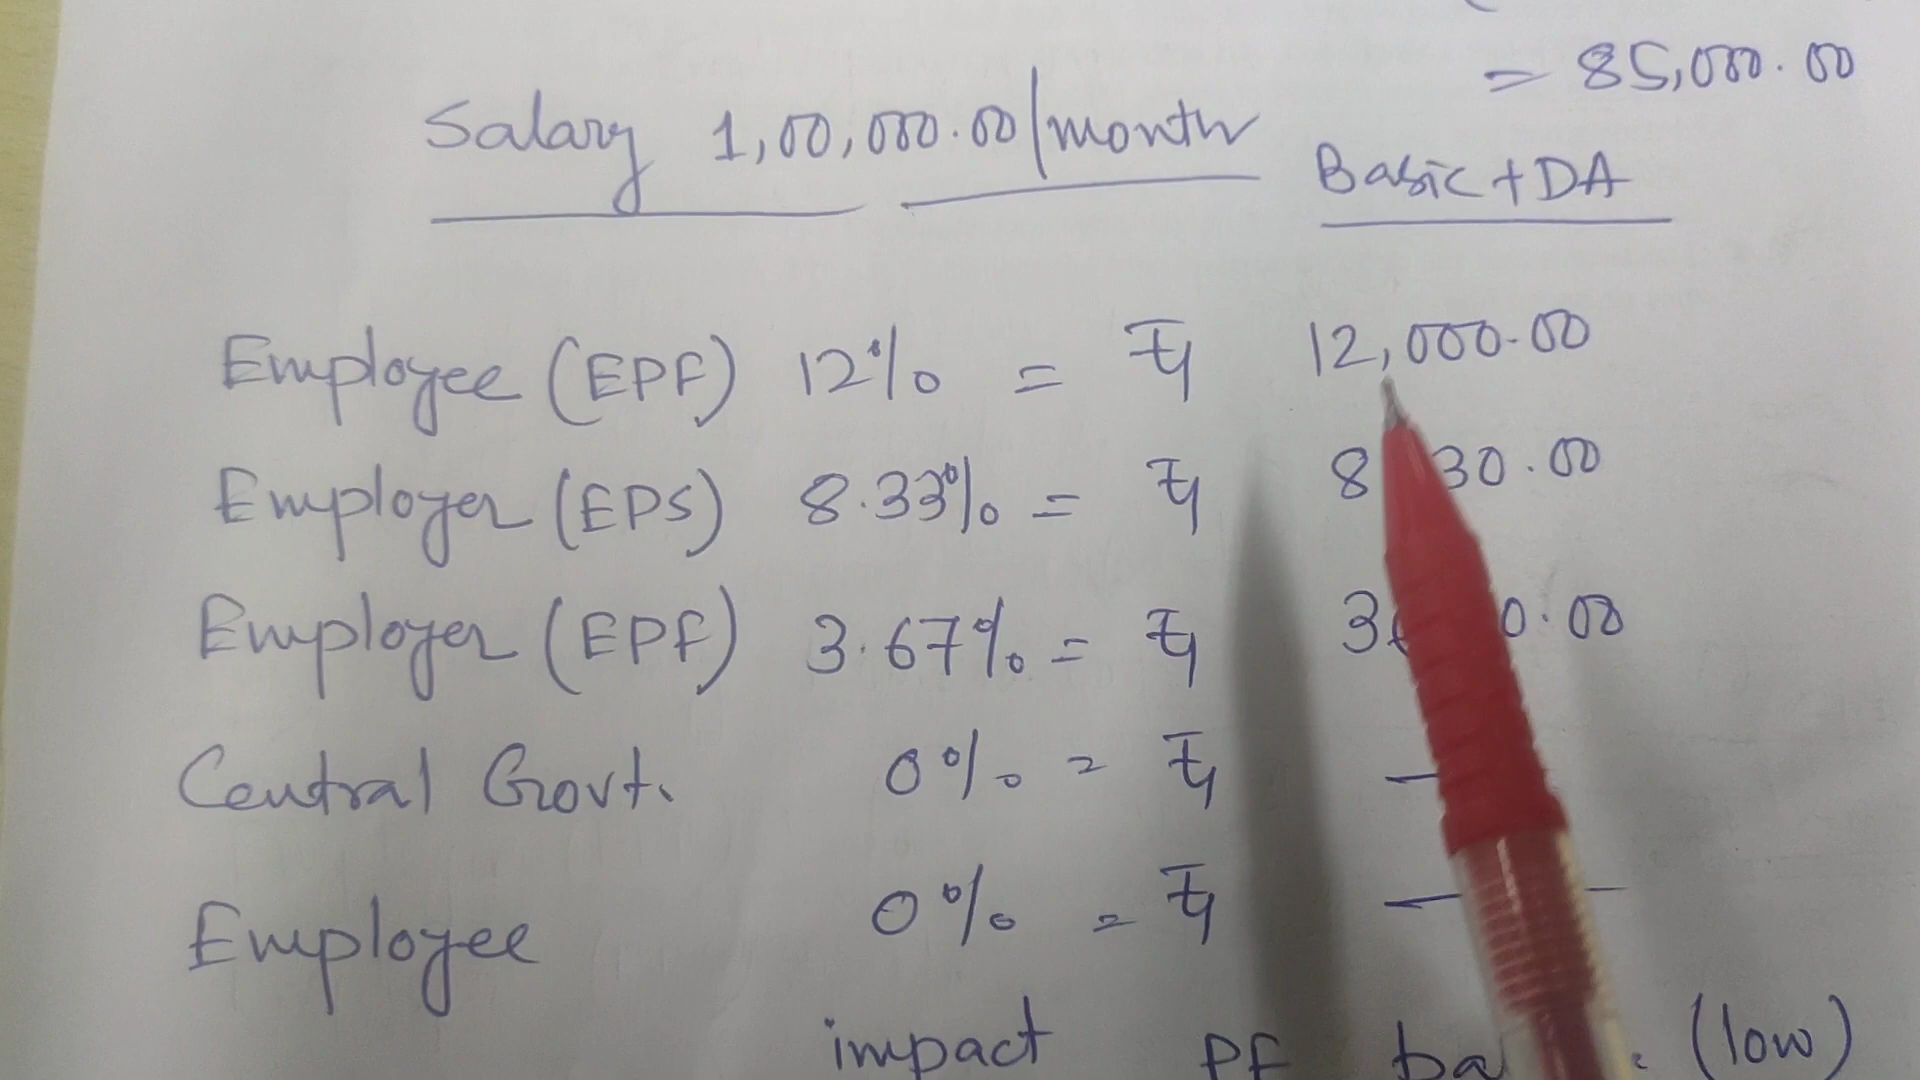 = 85,000.00
Salary 1,00,000.00/month
Basic + DA
Employee (EPF) 12% = ₹ 12,000.00
Employer (EPS) 8.33% = ₹ 8 30.00
Employer (EPF) 3.67% = ₹ 3 0.00
Central Govt. 0% = ₹ —
Employee 0% = ₹ —
impact PF (low)